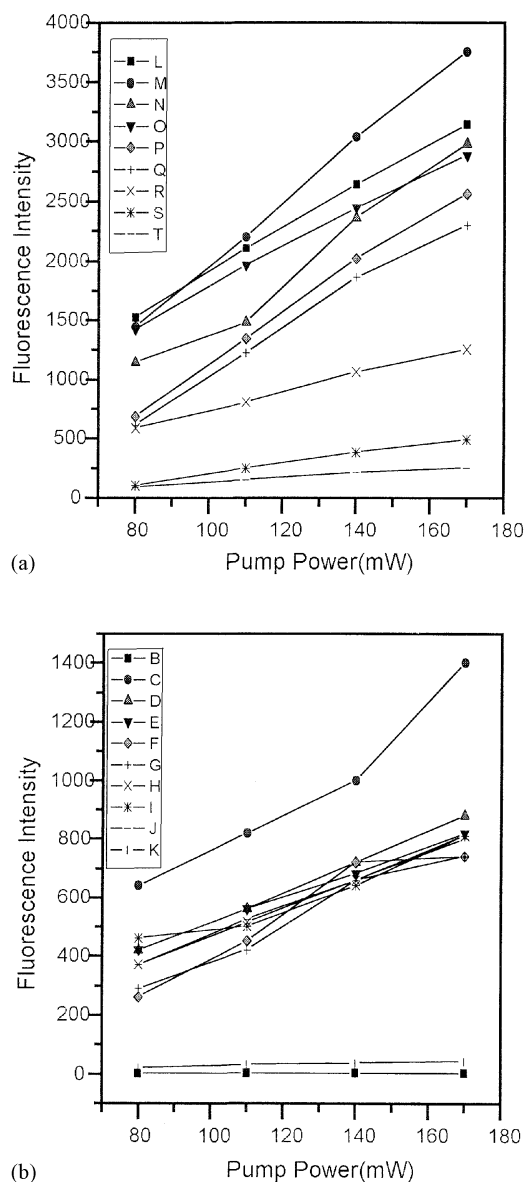 4000
3500
3000
2500
2000
1500
1000
500
0
Fluorescence Intensity
L
M
N
O
P
Q
R
S
T
80 100 120 140 160 180
Pump Power(mW)
(a)
1400
1200
1000
800
600
400
200
0
Fluorescence Intensity
B
C
D
E
F
G
H
I
J
K
80 100 120 140 160 180
Pump Power(mW)
(b)